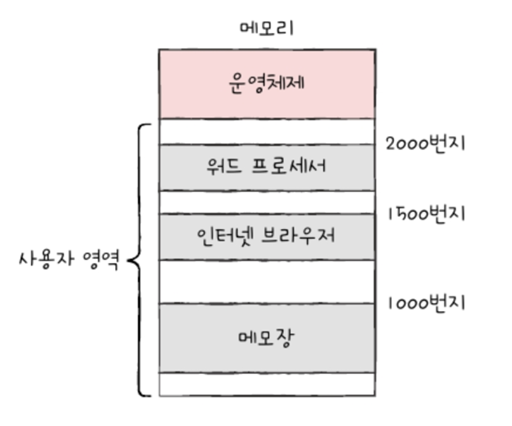 메모리
운영체제
2000번지
워드 프로세서
1500번지
인터넷 브라우저
사용자 영역
1000번지
메모장